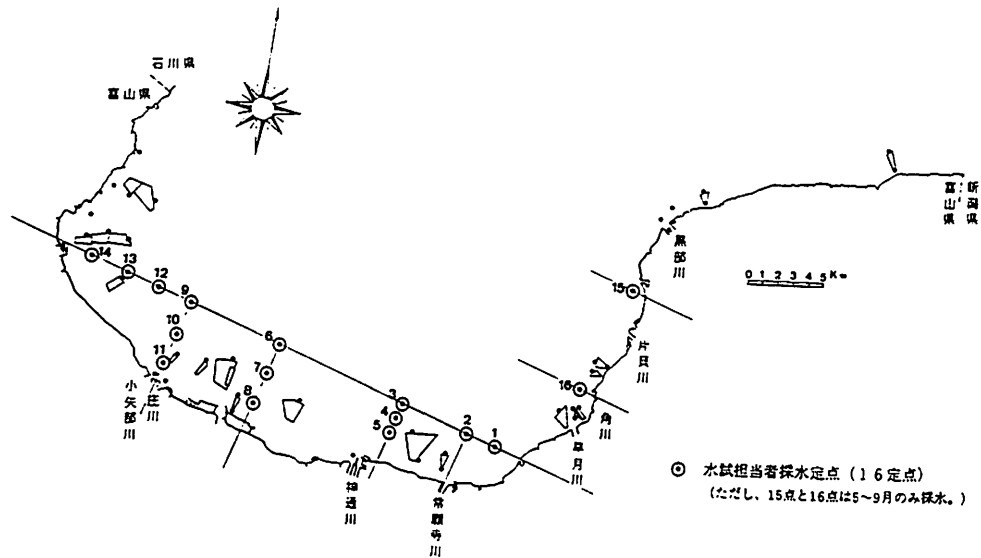 石川県
富山県
富山県
新潟県
黒部川
0 1 2 3 4 5 Km
14
13
12
9
15
10
6
11
7
片貝川
16
8
3
4
2
5
1
小矢部川
庄川
角川
早月川
神通川
常願寺川
水試担当者採水定点（16定点）
（ただし、15点と16点は5～9月のみ採水。）